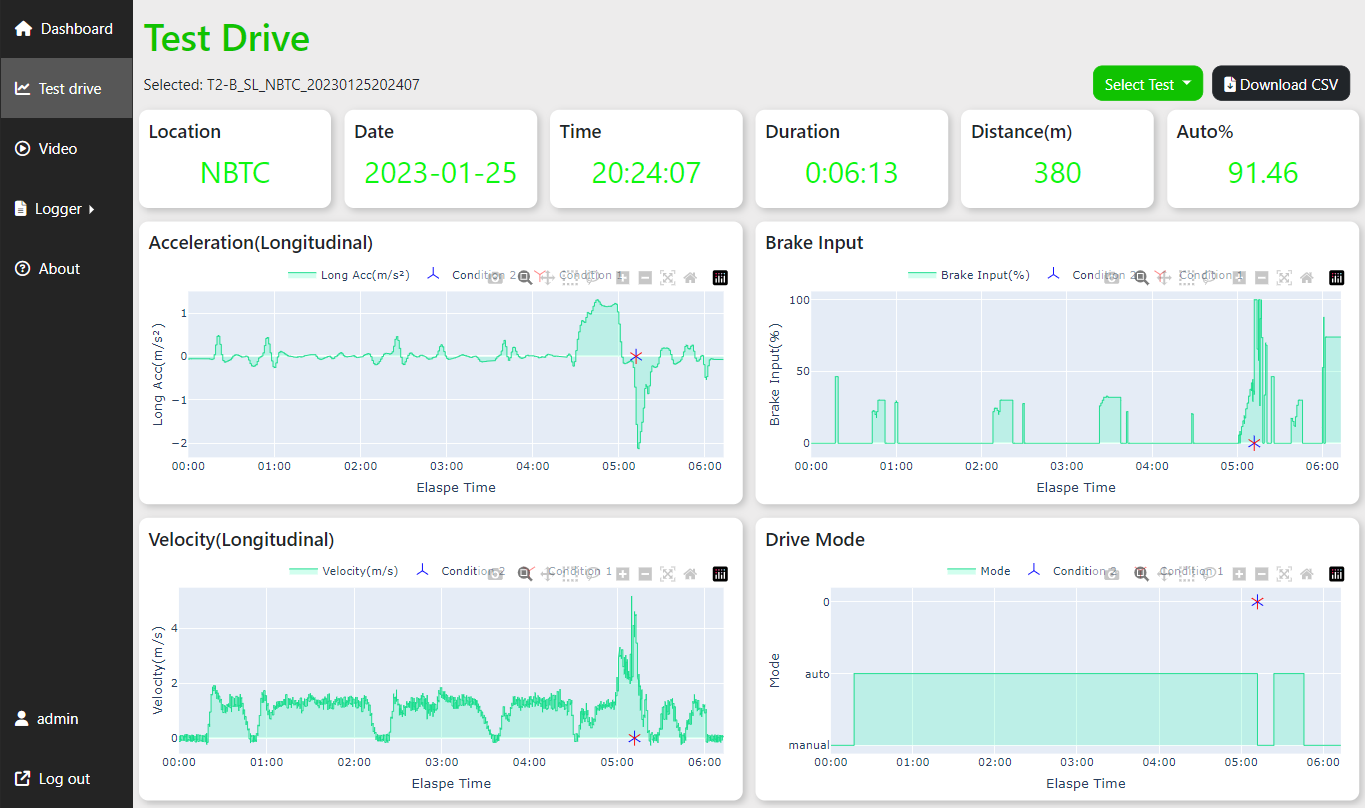 Dashboard
Test drive
Video
Logger
About
admin
Log out
Test Drive
Selected: T2-B_SL_NBTC_20230125202407
Select Test
Download CSV
Location
NBTC
Date
2023-01-25
Time
20:24:07
Duration
0:06:13
Distance(m)
380
Auto%
91.46
Acceleration(Longitudinal)
Long Acc(m/s²) Condition 2 Condition 1
Long Acc(m/s²)
1
0
−1
−2
00:00 01:00 02:00 03:00 04:00 05:00 06:00
Elaspe Time
Brake Input
Brake Input(%) Condition 2 Condition 1
Brake Input(%)
100
50
0
00:00 01:00 02:00 03:00 04:00 05:00 06:00
Elaspe Time
Velocity(Longitudinal)
Velocity(m/s) Condition 2 Condition 1
Velocity(m/s)
4
2
0
00:00 01:00 02:00 03:00 04:00 05:00 06:00
Elaspe Time
Drive Mode
Mode Condition 2 Condition 1
Mode
0
auto
manual
00:00 01:00 02:00 03:00 04:00 05:00 06:00
Elaspe Time